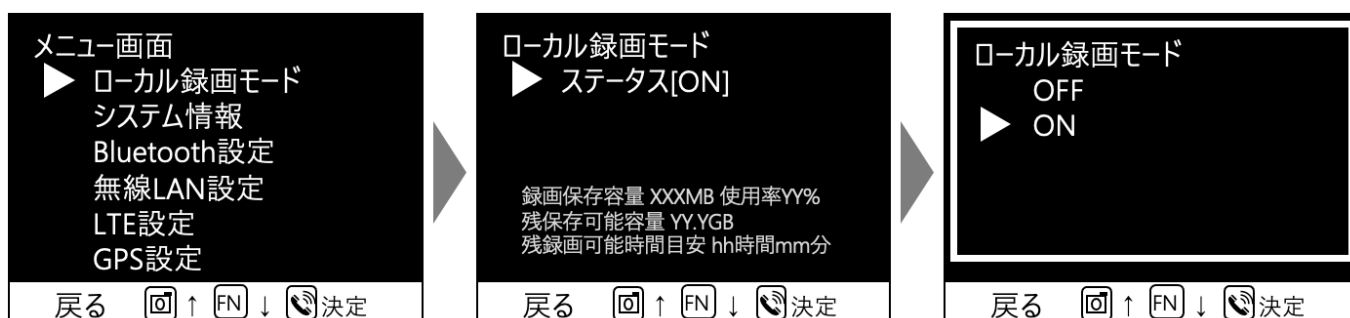 メニュー画面
ローカル録画モード
システム情報
Bluetooth設定
無線LAN設定
LTE設定
GPS設定
戻る ↑ FN ↓ 決定
ローカル録画モード
ステータス[ON]
録画保存容量 XXXMB 使用率YY%
残保存可能容量 YY.YGB
残録画可能時間目安 hh時間mm分
戻る ↑ FN ↓ 決定
ローカル録画モード
OFF
ON
戻る ↑ FN ↓ 決定